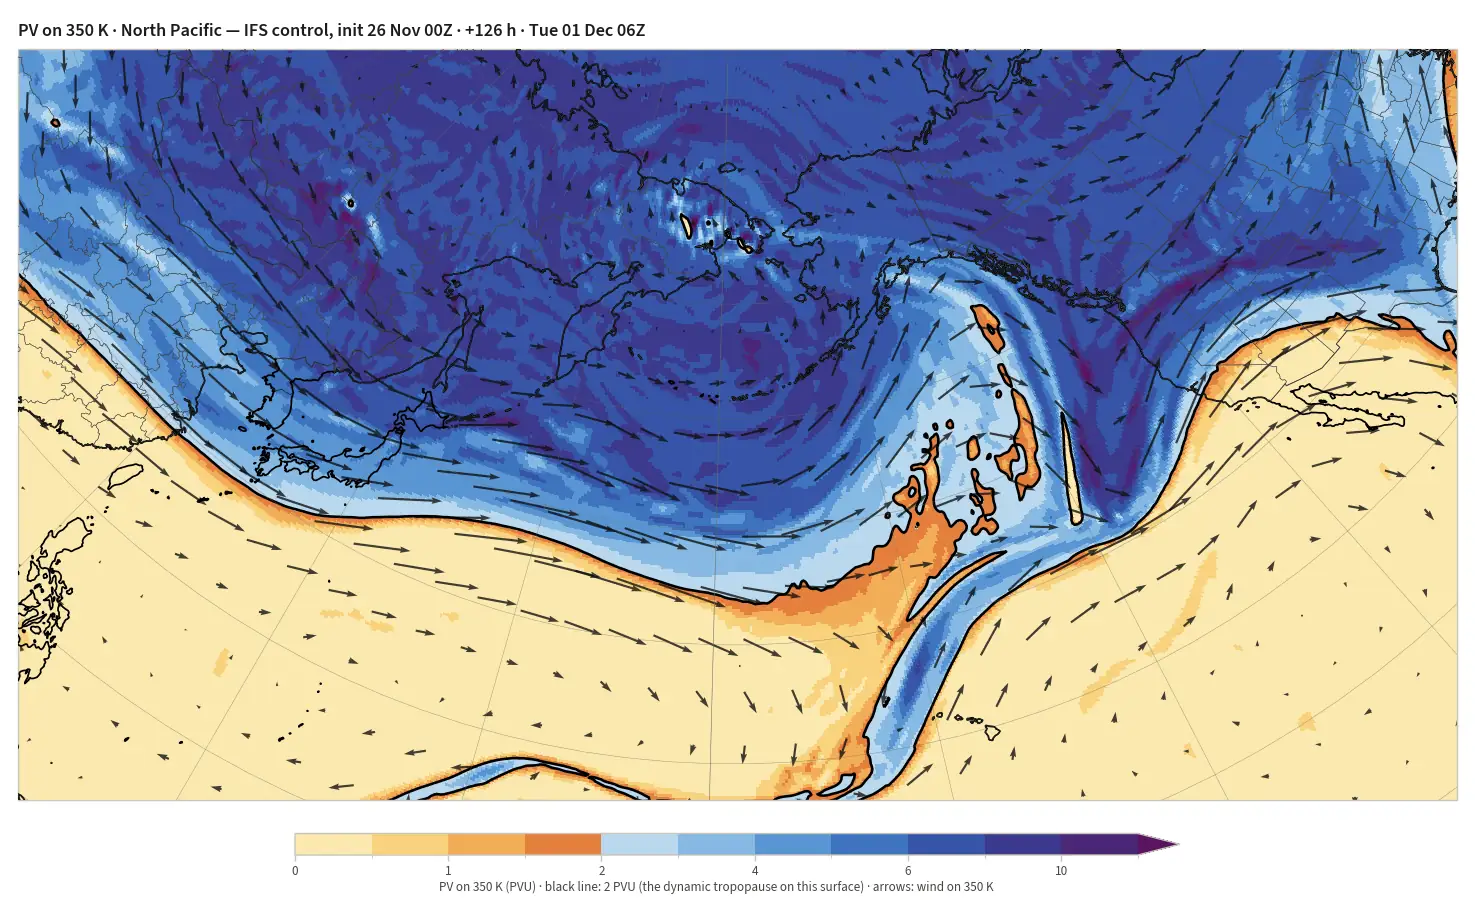 PV on 350 K · North Pacific — IFS control, init 26 Nov 00Z · +126 h · Tue 01 Dec 06Z
0 1 2 4 6 10
PV on 350 K (PVU) · black line: 2 PVU (the dynamic tropopause on this surface) · arrows: wind on 350 K